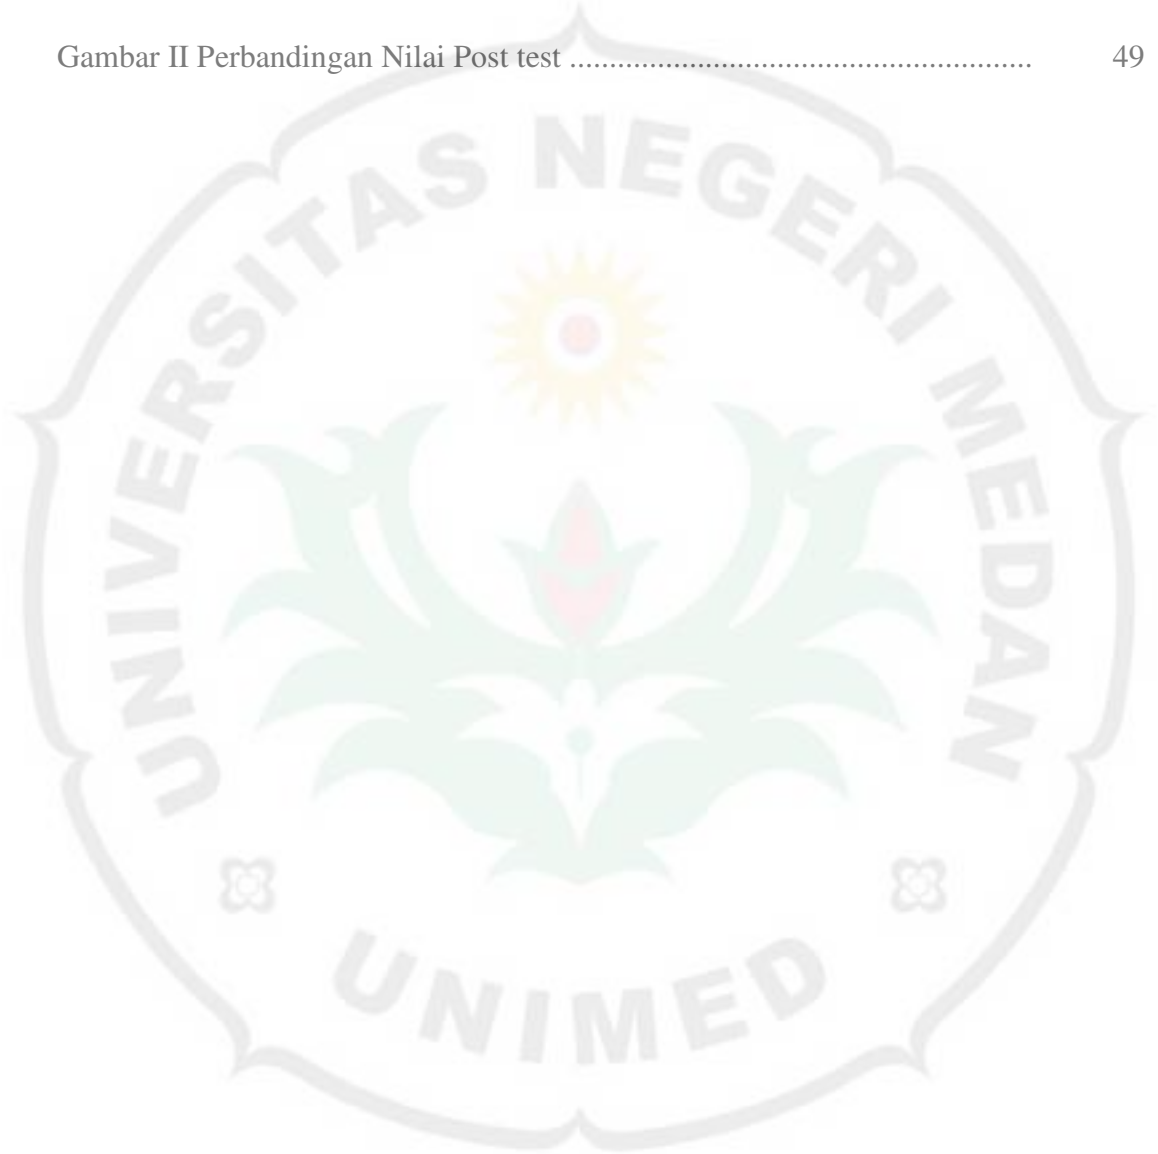 Gambar II Perbandingan Nilai Post test .......................................................... 49
UNIVERSITAS NEGERI MEDAN
UNIMED